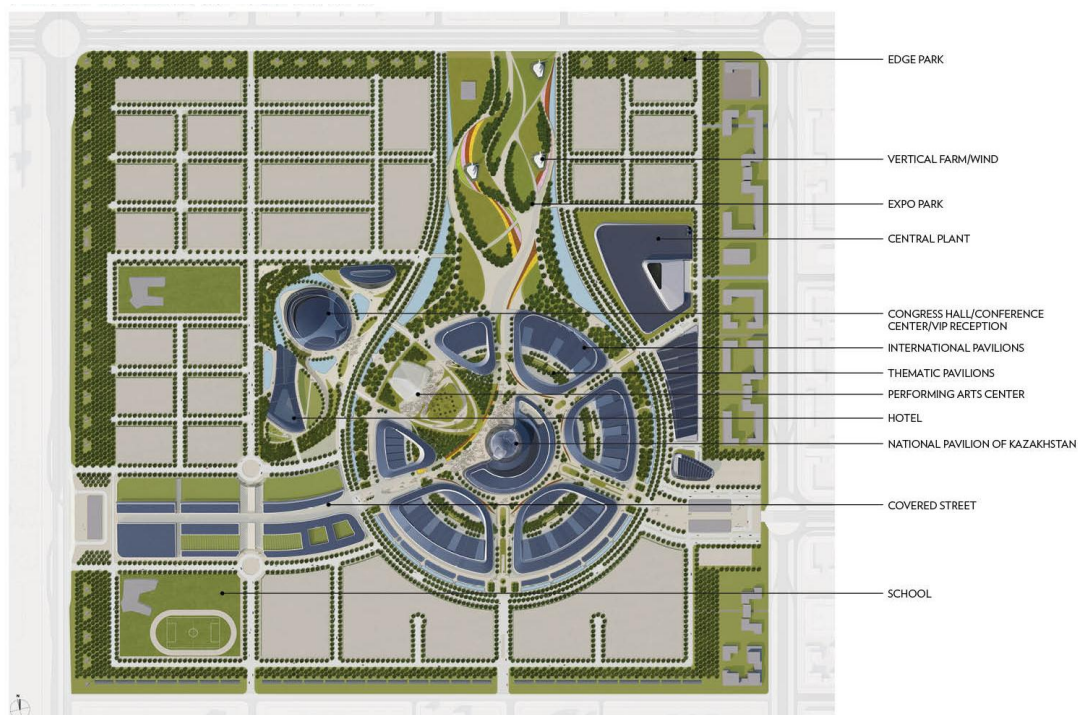 EDGE PARK
VERTICAL FARM/WIND
EXPO PARK
CENTRAL PLANT
CONGRESS HALL/CONFERENCE
CENTER/VIP RECEPTION
INTERNATIONAL PAVILIONS
THEMATIC PAVILIONS
PERFORMING ARTS CENTER
HOTEL
NATIONAL PAVILION OF KAZAKHSTAN
COVERED STREET
SCHOOL